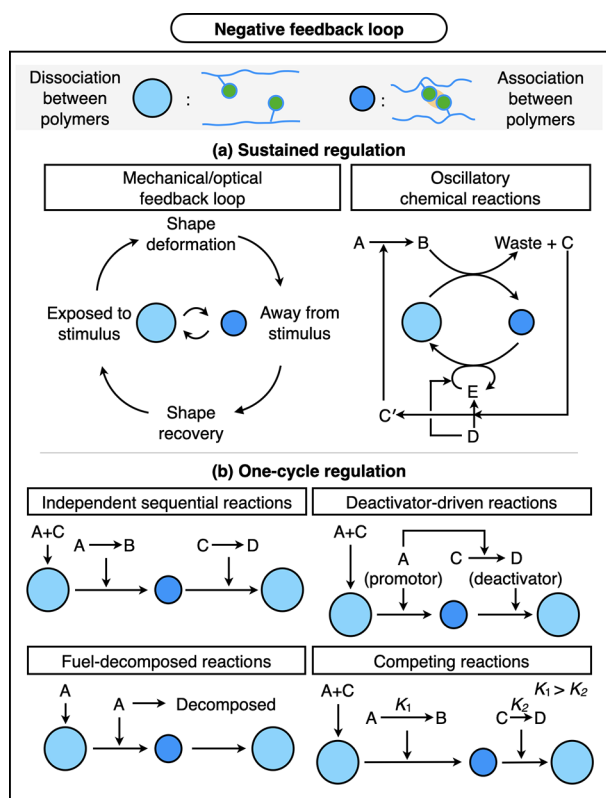 Negative feedback loop
Dissociation
between
polymers
:
:
Association
between
polymers
(a) Sustained regulation
Mechanical/optical
feedback loop
Shape
deformation
Exposed to
stimulus
Away from
stimulus
Shape
recovery
Oscillatory
chemical reactions
A B Waste + C
E
C′
D
(b) One-cycle regulation
Independent sequential reactions
A+C
A B C D
Deactivator-driven reactions
A+C
A C D
(promotor) (deactivator)
Fuel-decomposed reactions
A
A Decomposed
Competing reactions
A+C K1 > K2
K1 K2
A B C D